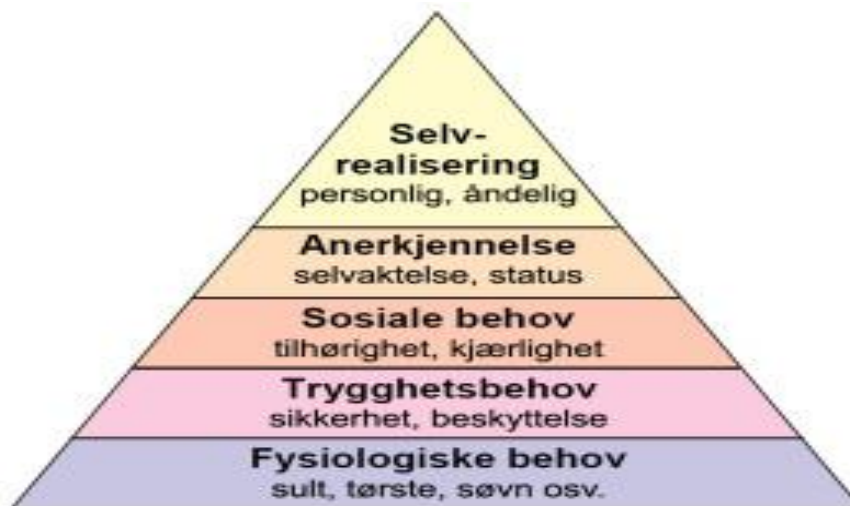 Selv-
realisering
personlig, åndelig
Anerkjennelse
selvaktelse, status
Sosiale behov
tilhørighet, kjærlighet
Trygghetsbehov
sikkerhet, beskyttelse
Fysiologiske behov
sult, tørste, søvn osv.